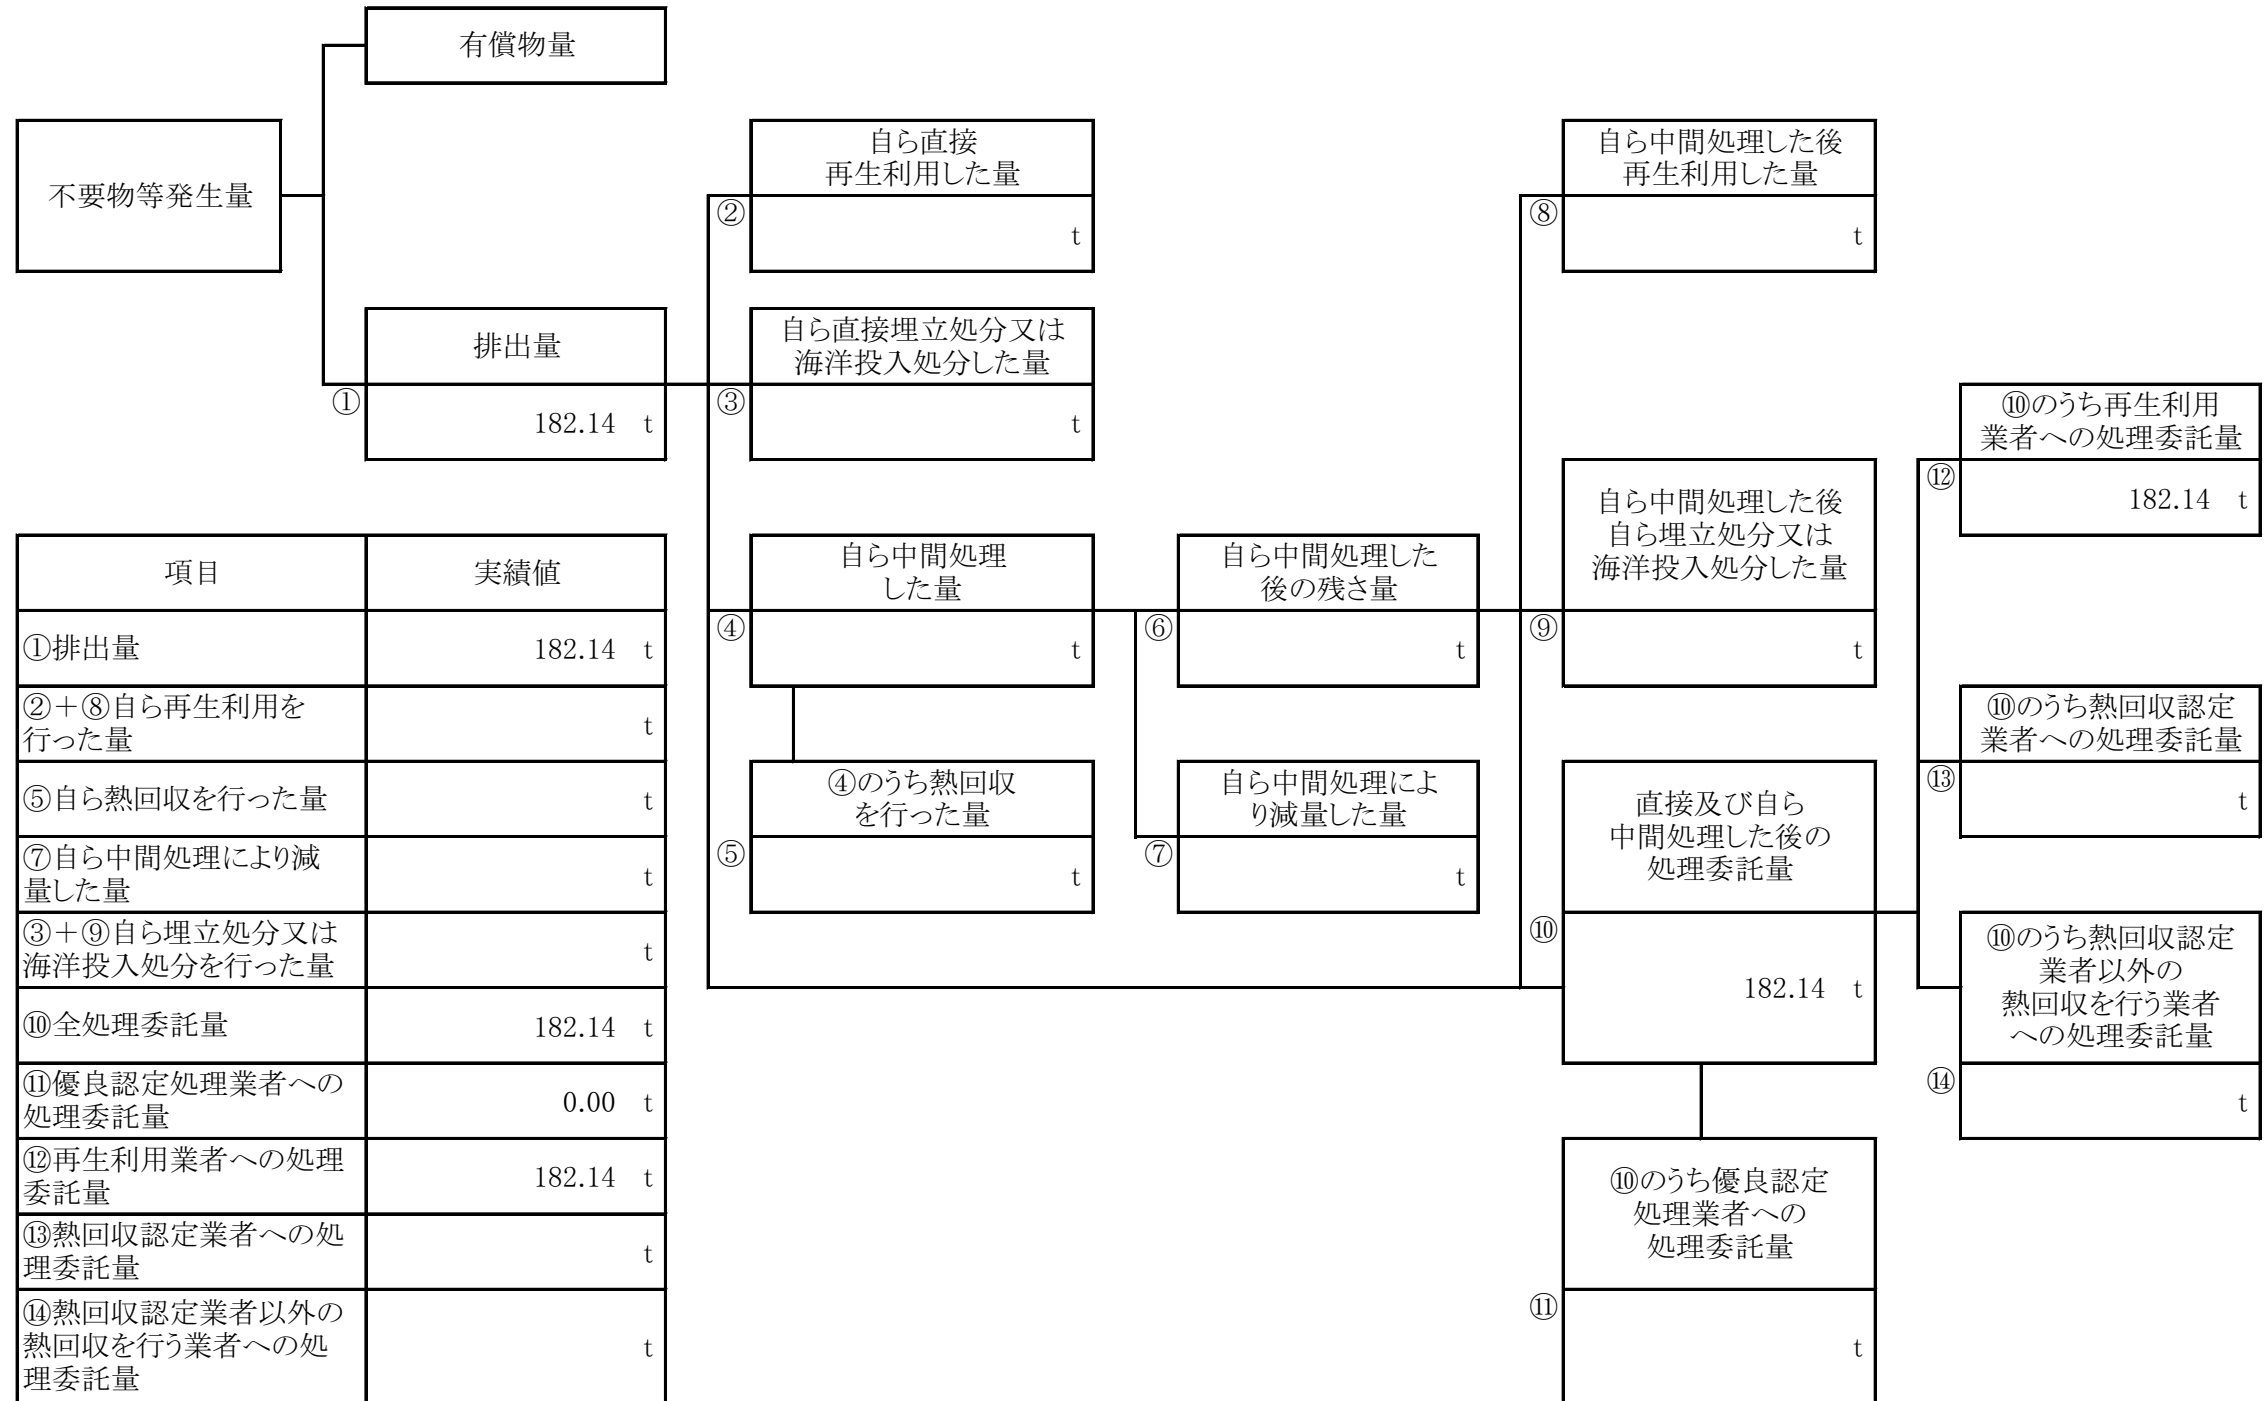 有償物量
不要物等発生量
排出量
①
182.14 t
自ら直接
再生利用した量
②
t
自ら直接埋立処分又は
海洋投入処分した量
③
t
自ら中間処理
した量
④
t
④のうち熱回収
を行った量
⑤
t
自ら中間処理した
後の残さ量
⑥
t
自ら中間処理によ
り減量した量
⑦
t
自ら中間処理した後
再生利用した量
⑧
t
自ら中間処理した後
自ら埋立処分又は
海洋投入処分した量
⑨
t
直接及び自ら
中間処理した後の
処理委託量
⑩
182.14 t
⑩のうち優良認定
処理業者への
処理委託量
⑪
t
⑩のうち再生利用
業者への処理委託量
⑫
182.14 t
⑩のうち熱回収認定
業者への処理委託量
⑬
t
⑩のうち熱回収認定
業者以外の
熱回収を行う業者
への処理委託量
⑭
t
項目 実績値
①排出量 182.14 t
②+⑧自ら再生利用を
行った量
t
⑤自ら熱回収を行った量 t
⑦自ら中間処理により減
量した量
t
③+⑨自ら埋立処分又は
海洋投入処分を行った量
t
⑩全処理委託量 182.14 t
⑪優良認定処理業者への
処理委託量
0.00 t
⑫再生利用業者への処理
委託量
182.14 t
⑬熱回収認定業者への処
理委託量
t
⑭熱回収認定業者以外の
熱回収を行う業者への処
理委託量
t